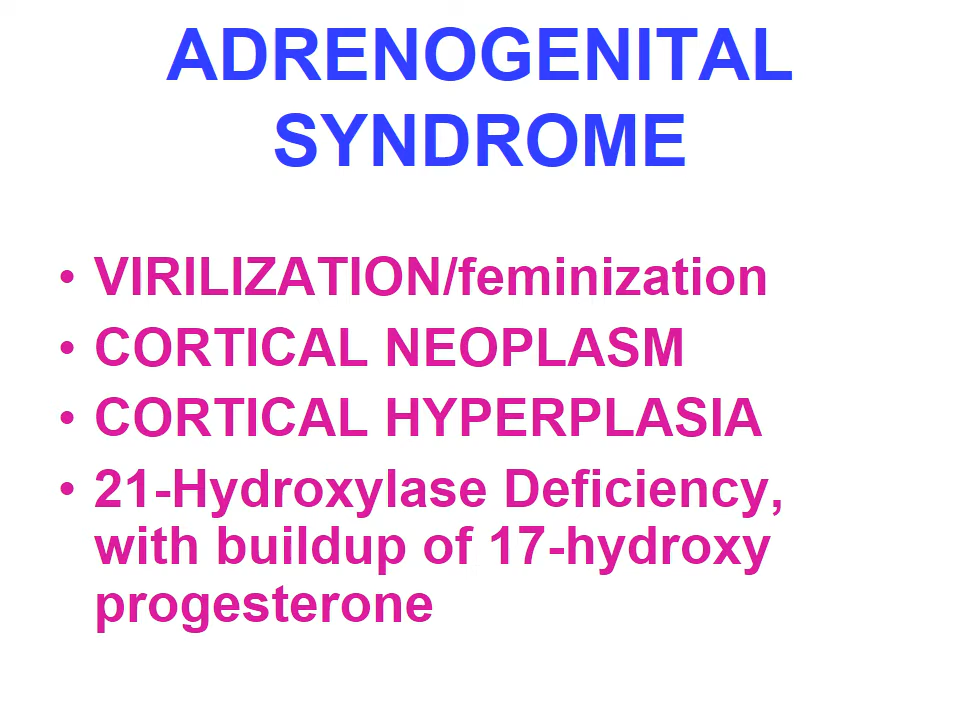 ADRENOGENITAL
SYNDROME
• VIRILIZATION/feminization
• CORTICAL NEOPLASM
• CORTICAL HYPERPLASIA
• 21-Hydroxylase Deficiency,
with buildup of 17-hydroxy
progesterone